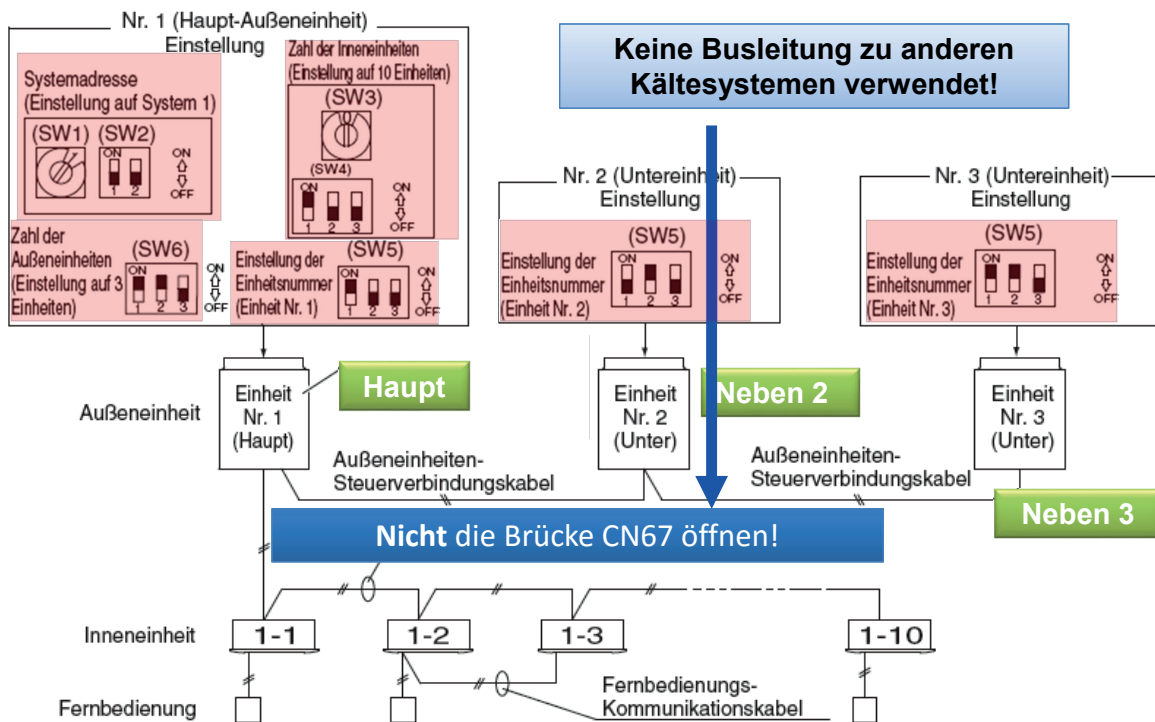 Nr. 1 (Haupt-Außeneinheit)
Einstellung
Systemadresse
(Einstellung auf System 1)
(SW1) (SW2)
ON
1 2
ON
OFF
Zahl der Inneneinheiten
(Einstellung auf 10 Einheiten)
(SW3)
0
(SW4)
ON
1 2 3
ON
OFF
Zahl der
Außeneinheiten
(Einstellung auf 3
Einheiten)
(SW6)
ON
1 2 3
ON
OFF
Einstellung der
Einheitsnummer
(Einheit Nr. 1)
(SW5)
ON
1 2 3
ON
OFF
Keine Busleitung zu anderen
Kältesystemen verwendet!
Nr. 2 (Untereinheit)
Einstellung
(SW5)
Einstellung der
Einheitsnummer
(Einheit Nr. 2)
ON
1 2 3
ON
OFF
Nr. 3 (Untereinheit)
Einstellung
(SW5)
Einstellung der
Einheitsnummer
(Einheit Nr. 3)
ON
1 2 3
ON
OFF
Außeneinheit
Einheit
Nr. 1
(Haupt)
Haupt
Einheit
Nr. 2
(Unter)
Neben 2
Einheit
Nr. 3
(Unter)
Neben 3
Außeneinheiten-
Steuerverbindungskabel
Außeneinheiten-
Steuerverbindungskabel
Nicht die Brücke CN67 öffnen!
Inneneinheit
1-1
1-2
1-3
1-10
Fernbedienung
Fernbedienungs-
Kommunikationskabel